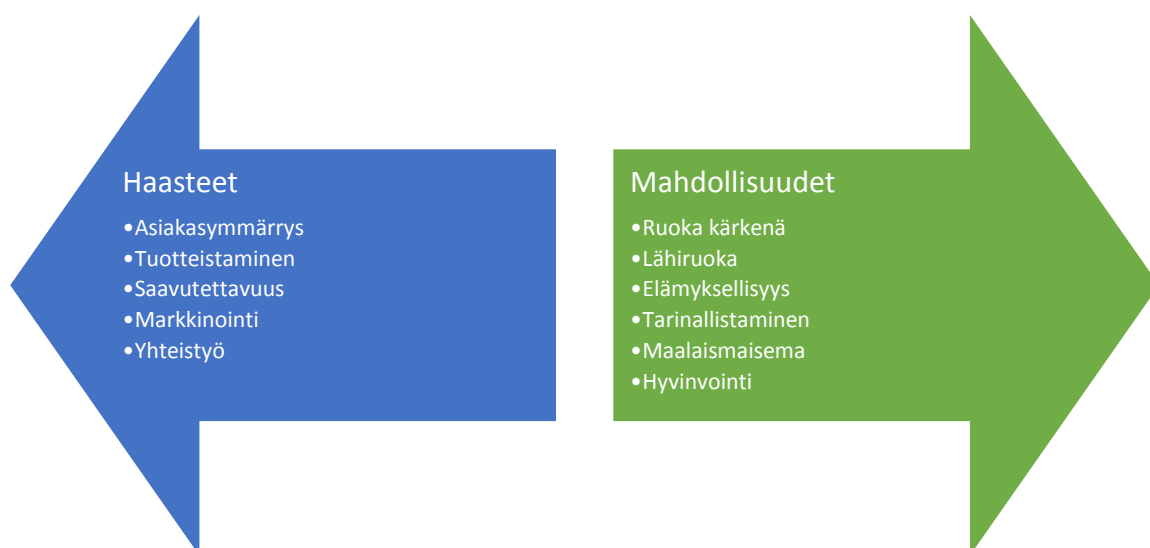 Haasteet
•Asiakasymmärrys
•Tuotteistaminen
•Saavutettavuus
•Markkinointi
•Yhteistyö
Mahdollisuudet
•Ruoka kärkenä
•Lähiruoka
•Elämyksellisyys
•Tarinallistaminen
•Maalaismaisema
•Hyvinvointi